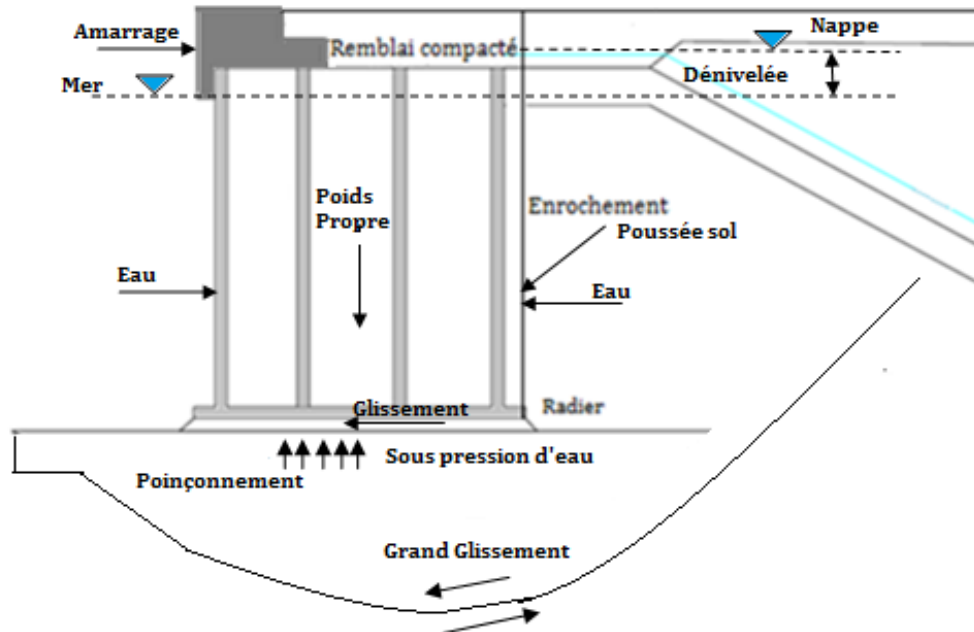 Nappe
Amarrage
Remblai compacté
Dénivelée
Mer
Poids
Propre
Enrochement
Poussée sol
Eau
Eau
Glissement
Radier
Sous pression d'eau
Poinçonnement
Grand Glissement